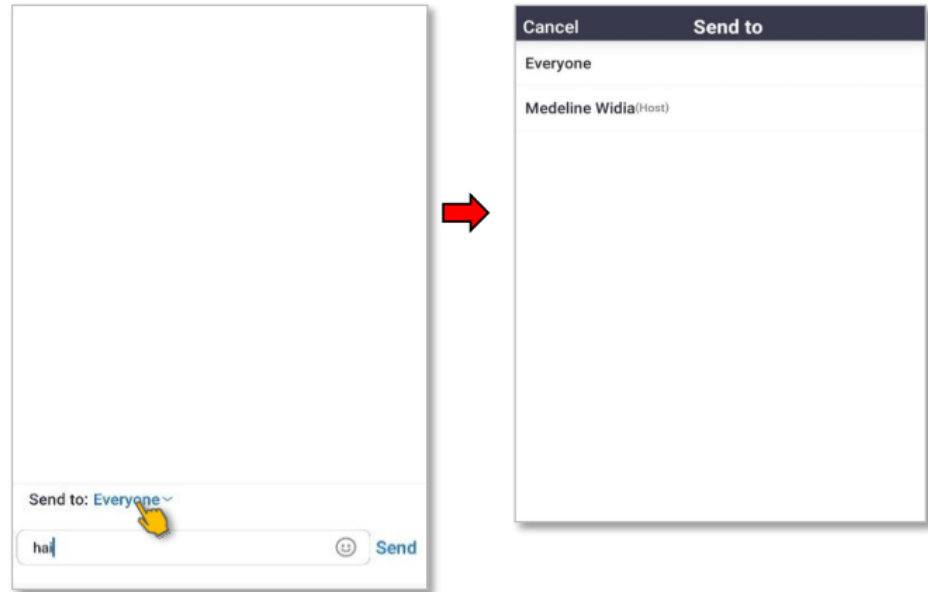 Send to: Everyone
hai
Send
Cancel
Send to
Everyone
Medeline Widia(Host)